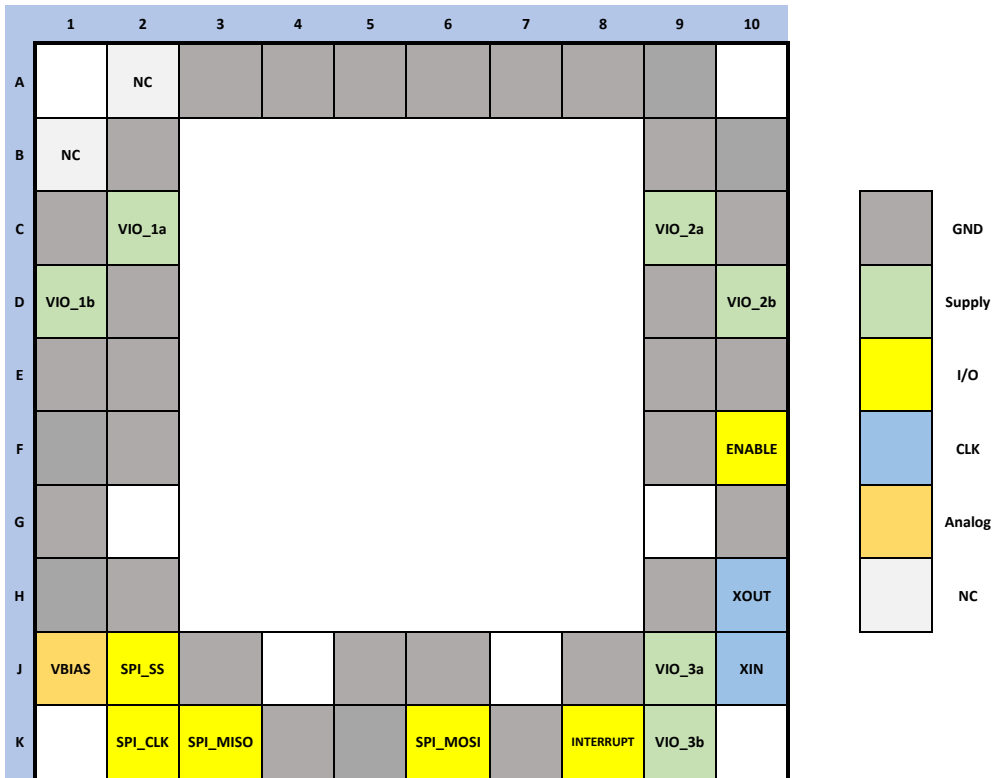 1 2 3 4 5 6 7 8 9 10
A NC
B NC
C VIO_1a VIO_2a GND
D VIO_1b VIO_2b Supply
E I/O
F ENABLE CLK
G Analog
H XOUT NC
J VBIAS SPI_SS VIO_3a XIN
K SPI_CLK SPI_MISO SPI_MOSI INTERRUPT VIO_3b